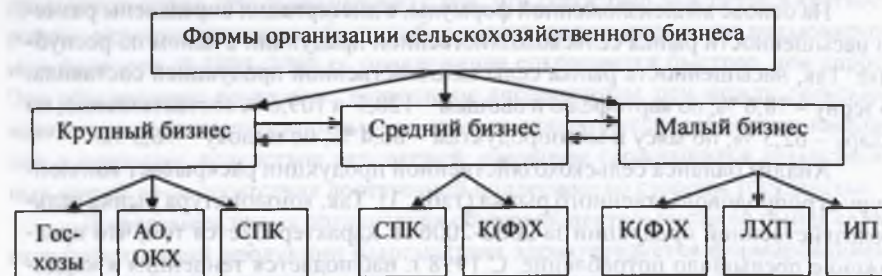 Формы организации сельскохозяйственного бизнеса
Крупный бизнес
Средний бизнес
Малый бизнес
Гос-
хозы
АО,
ОКХ
СПК
СПК
К(Ф)Х
К(Ф)Х
ЛХП
ИП